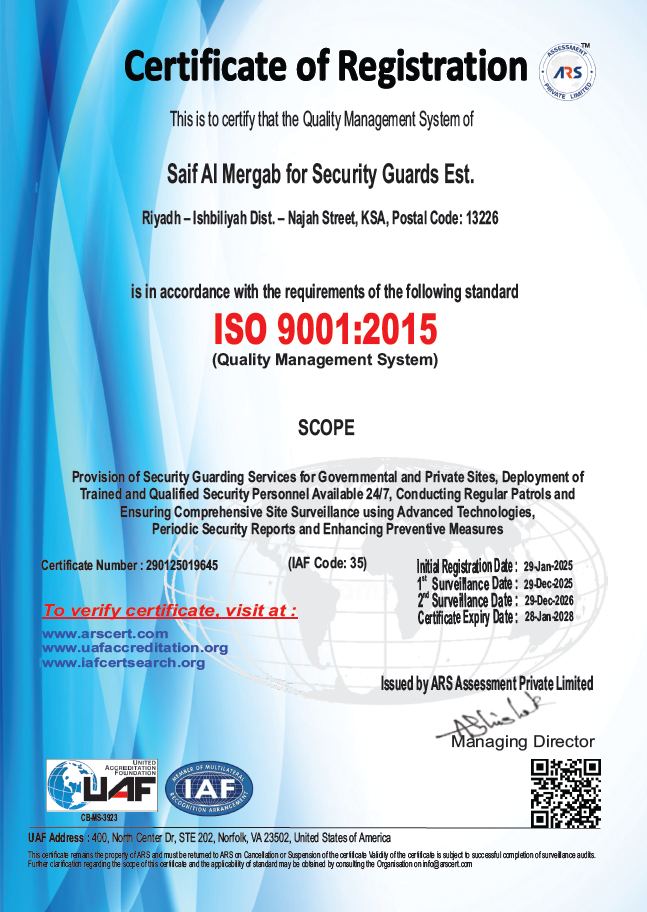 Certificate of Registration
ASSESSMENT
ARS
PRIVATE LIMITED
TM
This is to certify that the Quality Management System of
Saif Al Mergab for Security Guards Est.
Riyadh – Ishbiliyah Dist. – Najah Street, KSA, Postal Code: 13226
is in accordance with the requirements of the following standard
ISO 9001:2015
(Quality Management System)
SCOPE
Provision of Security Guarding Services for Governmental and Private Sites, Deployment of
Trained and Qualified Security Personnel Available 24/7, Conducting Regular Patrols and
Ensuring Comprehensive Site Surveillance using Advanced Technologies,
Periodic Security Reports and Enhancing Preventive Measures
Certificate Number : 290125019645
(IAF Code: 35)
Initial Registration Date : 29-Jan-2025
1st Surveillance Date : 29-Dec-2025
2nd Surveillance Date : 29-Dec-2026
Certificate Expiry Date : 28-Jan-2028
To verify certificate, visit at :
www.arscert.com
www.uafaccreditation.org
www.iafcertsearch.org
Issued by ARS Assessment Private Limited
Abhishek
Managing Director
UNITED
ACCREDITATION
FOUNDATION
UAF
CB-MS-3923
MEMBER OF MULTILATERAL
IAF
RECOGNITION ARRANGEMENT
UAF Address : 400, North Center Dr, STE 202, Norfolk, VA 23502, United States of America
This certificate remains the property of ARS and must be returned to ARS on Cancellation or Suspension of the certificate Validity of the certificate is subject to successful completion of surveillance audits.
Further clarification regarding the scope of this certificate and the applicability of standard may be obtained by consulting the Organisation on info@arscert.com